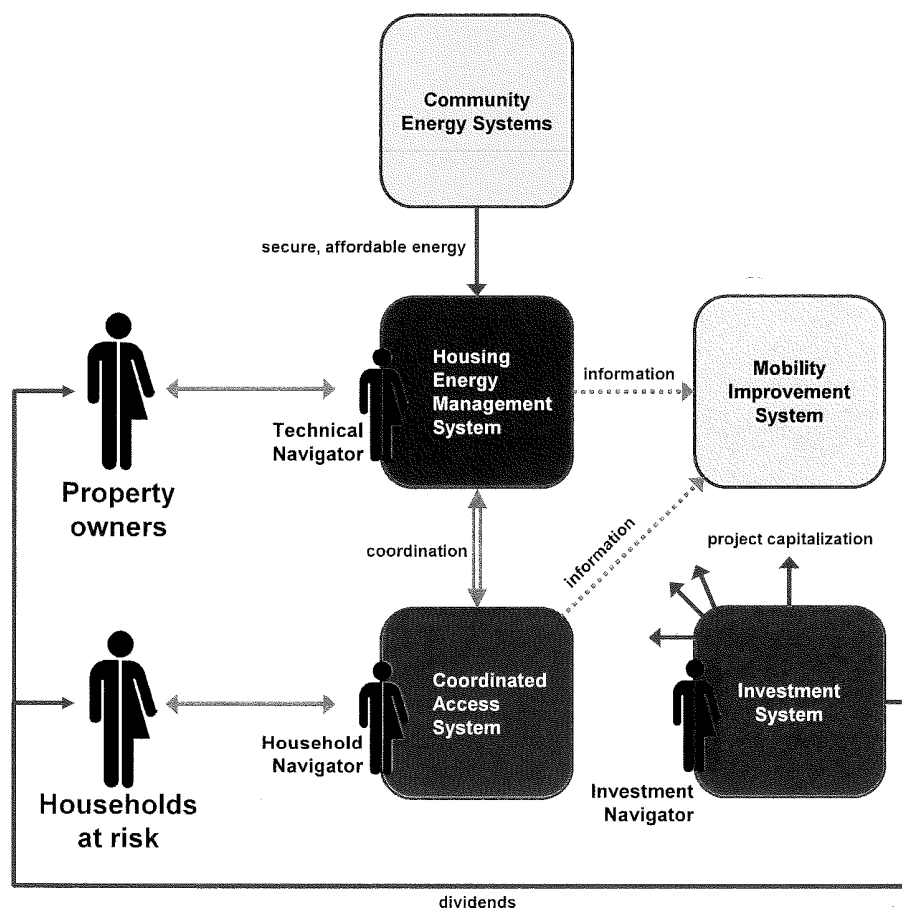 Community
Energy Systems
secure, affordable energy
Housing
Energy
Management
System
information
Mobility
Improvement
System
Technical
Navigator
Property
owners
coordination
information
project capitalization
Coordinated
Access
System
Investment
System
Household
Navigator
Households
at risk
Investment
Navigator
dividends